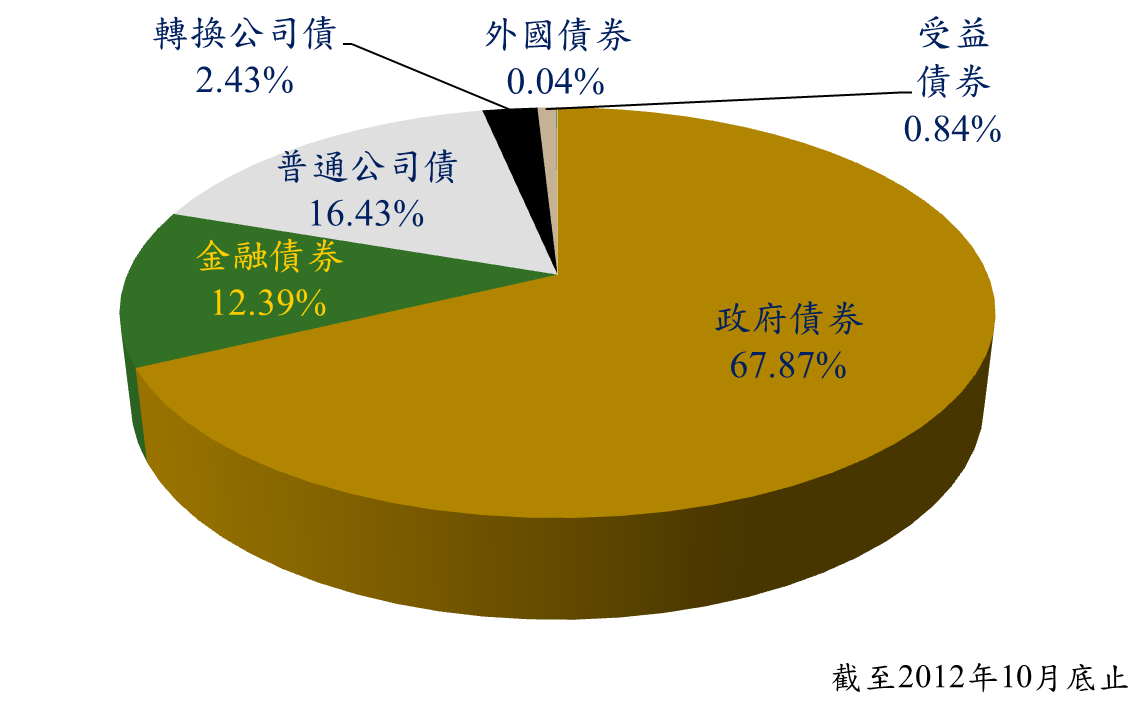 轉換公司債
2.43%
外國債券
0.04%
受益
債券
0.84%
普通公司債
16.43%
金融債券
12.39%
政府債券
67.87%
截至2012年10月底止